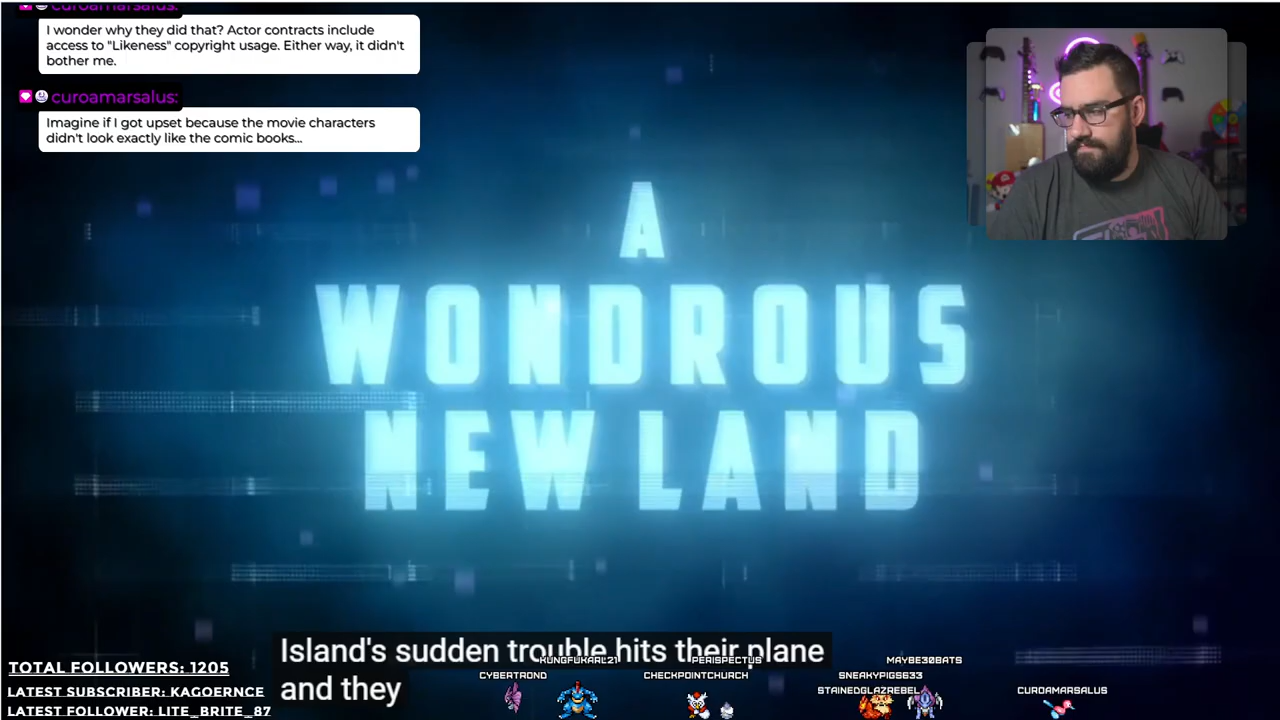 curoamarsalus:
I wonder why they did that? Actor contracts include
access to "Likeness" copyright usage. Either way, it didn't
bother me.
curoamarsalus:
Imagine if I got upset because the movie characters
didn't look exactly like the comic books...
A
WONDROUS
NEW LAND
Island's sudden trouble hits their plane
and they
TOTAL FOLLOWERS: 1205
LATEST SUBSCRIBER: KAGOERNCE
LATEST FOLLOWER: LITE_BRITE_87
KUNGFUKARL21
PERISPECTUS
MAYBE30BATS
CYBERTROND
CHECKPOINTCHURCH
SNEAKYPIGS633
STAINEDGLAZREBEL
CUROAMARSALUS